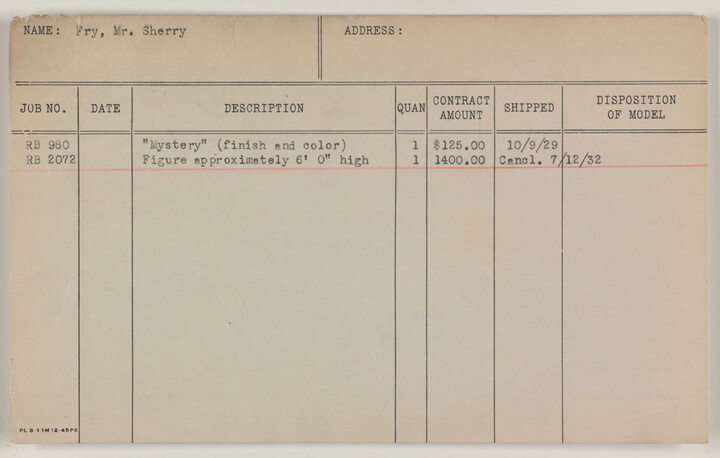 NAME: Fry, Mr. Sherry ADDRESS:
JOB NO. DATE DESCRIPTION QUAN CONTRACT AMOUNT SHIPPED DISPOSITION OF MODEL
RB 980 "Mystery" (finish and color) 1 $125.00 10/9/29
RB 2072 Figure approximately 6' 0" high 1 1400.00 Cancl. 7/12/32